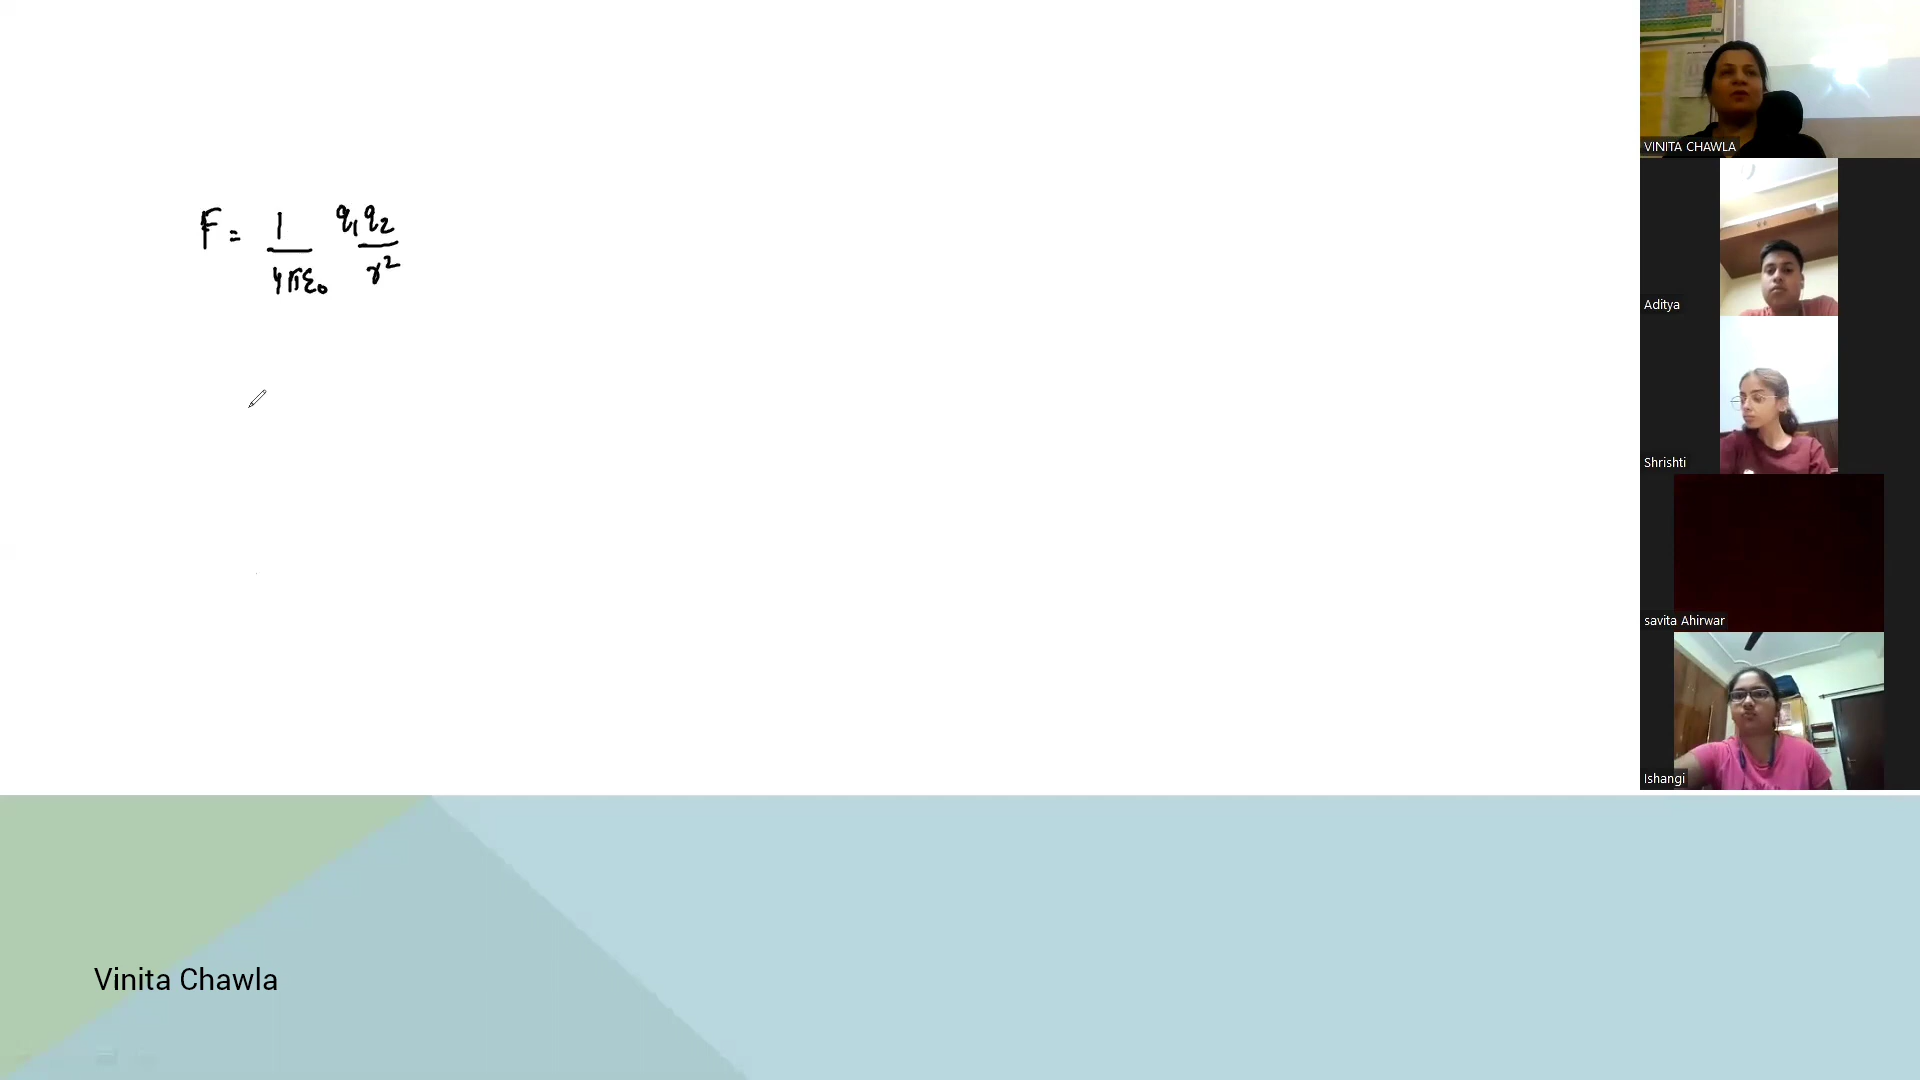 F = 1/4πε₀ q₁q₂/r²
VINITA CHAWLA
Aditya
Shrishti
savita Ahirwar
Ishangi
Vinita Chawla